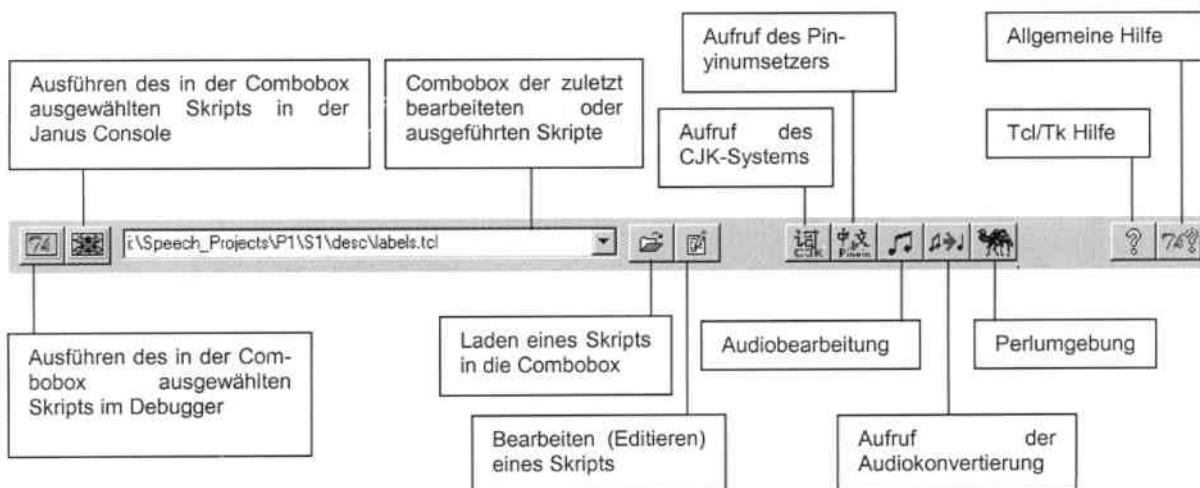 Aufruf des Pin-
yinumsetzers
Allgemeine Hilfe
Ausführen des in der Combobox
ausgewählten Skripts in der
Janus Console
Combobox der zuletzt
bearbeiteten oder
ausgeführten Skripte
Aufruf des
CJK-Systems
Tcl/Tk Hilfe
i:\Speech_Projects\P1\S1\desc\labels.tcl
词
CJK
中文
Pinyin
Ausführen des in der Com-
bobox ausgewählten
Skripts im Debugger
Laden eines Skripts
in die Combobox
Audiobearbeitung
Perlumgebung
Bearbeiten (Editieren)
eines Skripts
Aufruf der
Audiokonvertierung